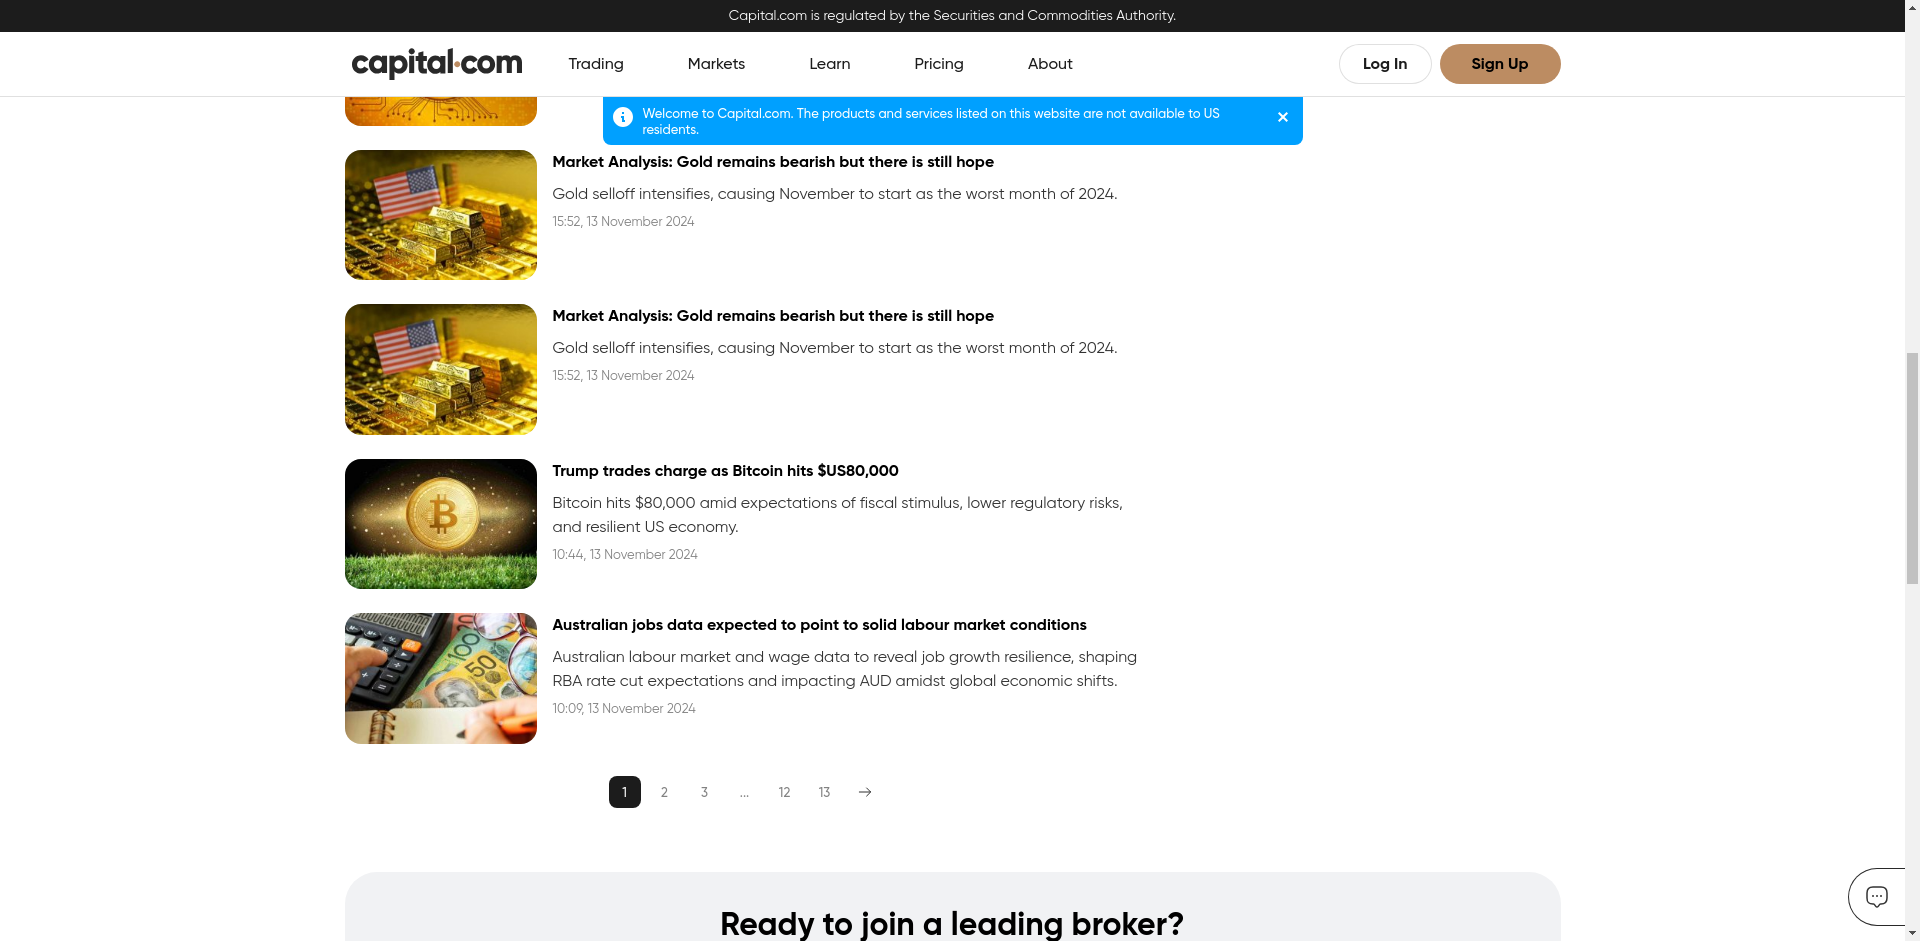 Capital.com is regulated by the Securities and Commodities Authority.
capital.com
Trading
Markets
Learn
Pricing
About
Log In
Sign Up
Welcome to Capital.com. The products and services listed on this website are not available to US
residents.
Market Analysis: Gold remains bearish but there is still hope
Gold selloff intensifies, causing November to start as the worst month of 2024.
15:52, 13 November 2024
Market Analysis: Gold remains bearish but there is still hope
Gold selloff intensifies, causing November to start as the worst month of 2024.
15:52, 13 November 2024
Trump trades charge as Bitcoin hits $US80,000
Bitcoin hits $80,000 amid expectations of fiscal stimulus, lower regulatory risks,
and resilient US economy.
10:44, 13 November 2024
100
50
Australian jobs data expected to point to solid labour market conditions
Australian labour market and wage data to reveal job growth resilience, shaping
RBA rate cut expectations and impacting AUD amidst global economic shifts.
10:09, 13 November 2024
1
2
3
...
12
13
Ready to join a leading broker?